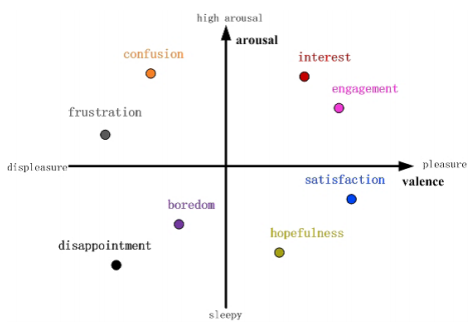 high arousal
arousal
confusion
interest
engagement
frustration
displeasure
pleasure
valence
satisfaction
boredom
hopefulness
disappointment
sleepy